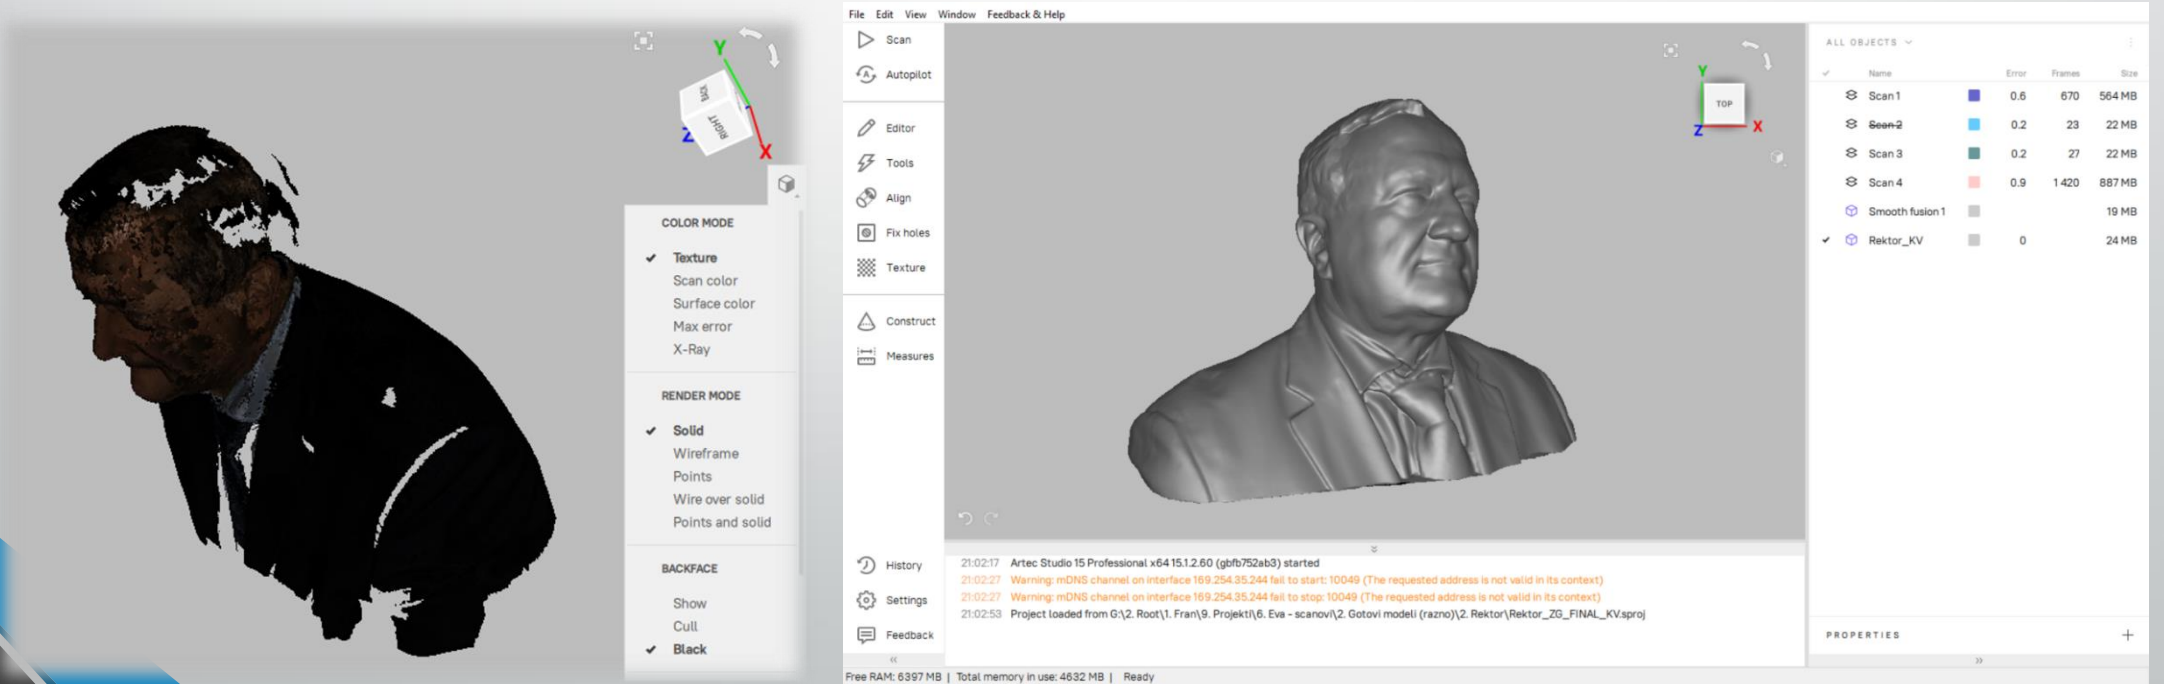 Y
BACK
RIGHT
Z
X
COLOR MODE
Texture
Scan color
Surface color
Max error
X-Ray
RENDER MODE
Solid
Wireframe
Points
Wire over solid
Points and solid
BACKFACE
Show
Cull
Black
File Edit View Window Feedback & Help
Scan
Autopilot
Editor
Tools
Align
Fix holes
Texture
Construct
Measures
History
Settings
Feedback
Y
TOP
Z
X
21:02:17 Artec Studio 15 Professional x64 15.1.2.60 (gbfb752ab3) started
21:02:27 Warning: mDNS channel on interface 169.254.35.244 fail to start: 10049 (The requested address is not valid in its context)
21:02:27 Warning: mDNS channel on interface 169.254.35.244 fail to stop: 10049 (The requested address is not valid in its context)
21:02:53 Project loaded from G:\2. Root\1. Fran\9. Projekti\6. Eva - scanovi\2. Gotovi modeli (razno)\2. Rektor\Rektor_ZG_FINAL_KV.sproj
ALL OBJECTS
Name Error Frames Size
Scan 1 0.6 670 564 MB
Scan 2 0.2 23 22 MB
Scan 3 0.2 27 22 MB
Scan 4 0.9 1 420 887 MB
Smooth fusion 1 19 MB
Rektor_KV 0 24 MB
PROPERTIES
Free RAM: 6397 MB | Total memory in use: 4632 MB | Ready